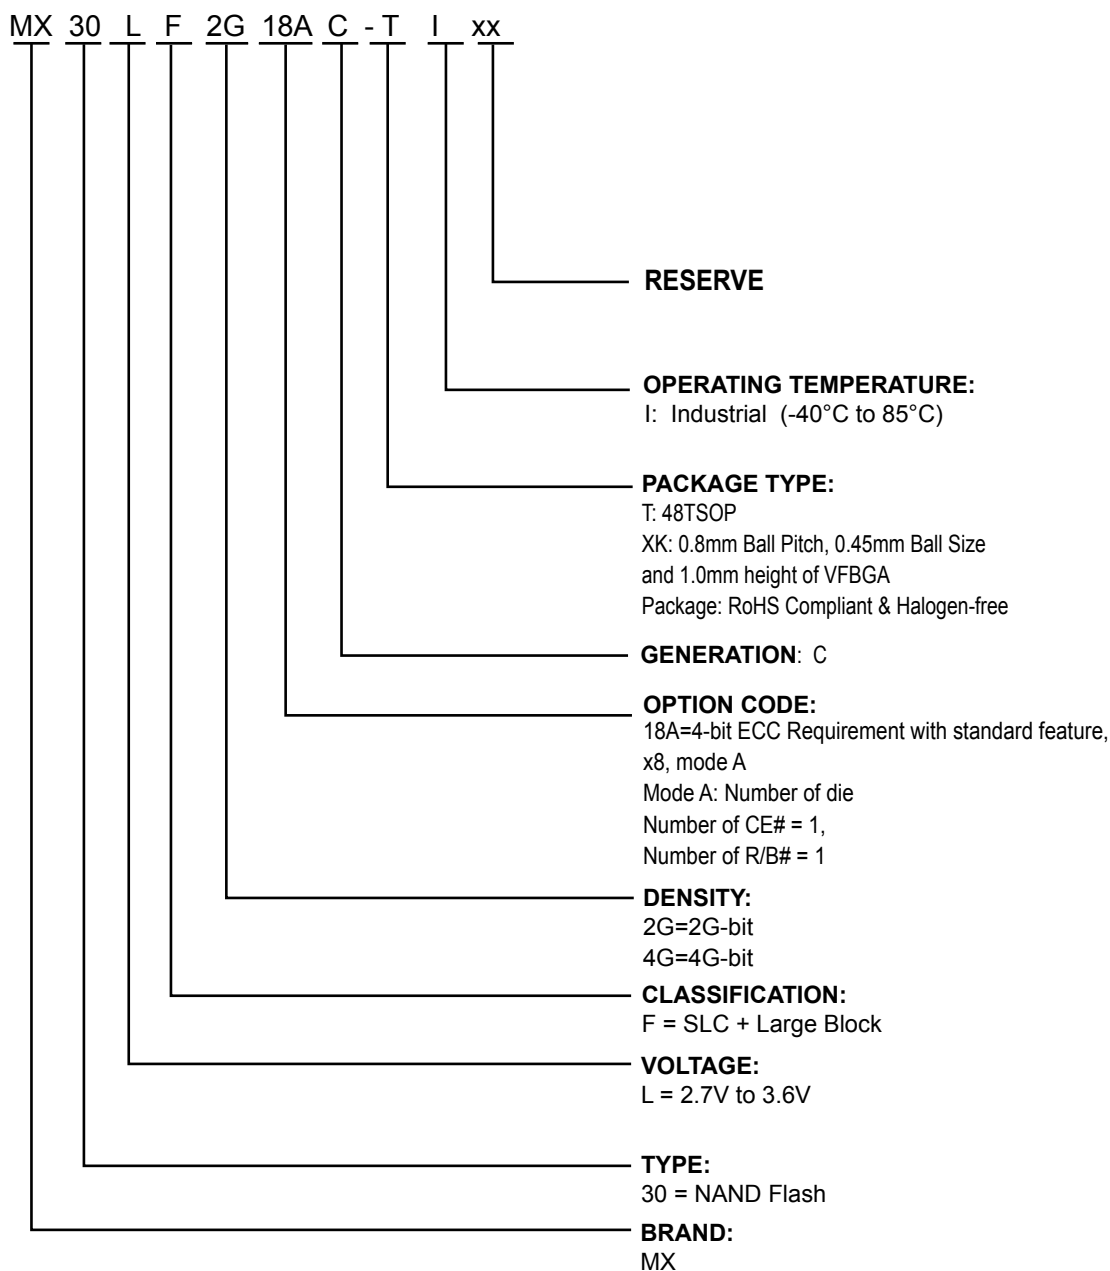 MX 30 L F 2G 18A C - T I xx
RESERVE
OPERATING TEMPERATURE:
I: Industrial (-40°C to 85°C)
PACKAGE TYPE:
T: 48TSOP
XK: 0.8mm Ball Pitch, 0.45mm Ball Size
and 1.0mm height of VFBGA
Package: RoHS Compliant & Halogen-free
GENERATION: C
OPTION CODE:
18A=4-bit ECC Requirement with standard feature,
x8, mode A
Mode A: Number of die
Number of CE# = 1,
Number of R/B# = 1
DENSITY:
2G=2G-bit
4G=4G-bit
CLASSIFICATION:
F = SLC + Large Block
VOLTAGE:
L = 2.7V to 3.6V
TYPE:
30 = NAND Flash
BRAND:
MX